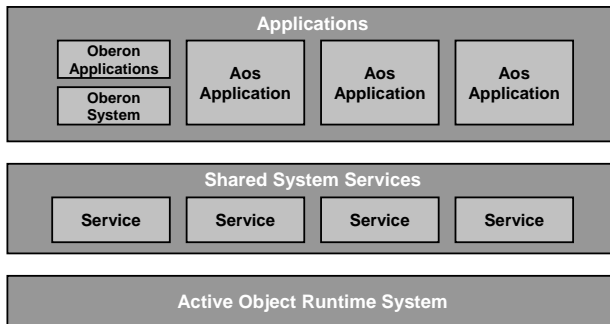 Applications
Oberon
Applications
Oberon
System
Aos
Application
Aos
Application
Aos
Application
Shared System Services
Service
Service
Service
Service
Active Object Runtime System